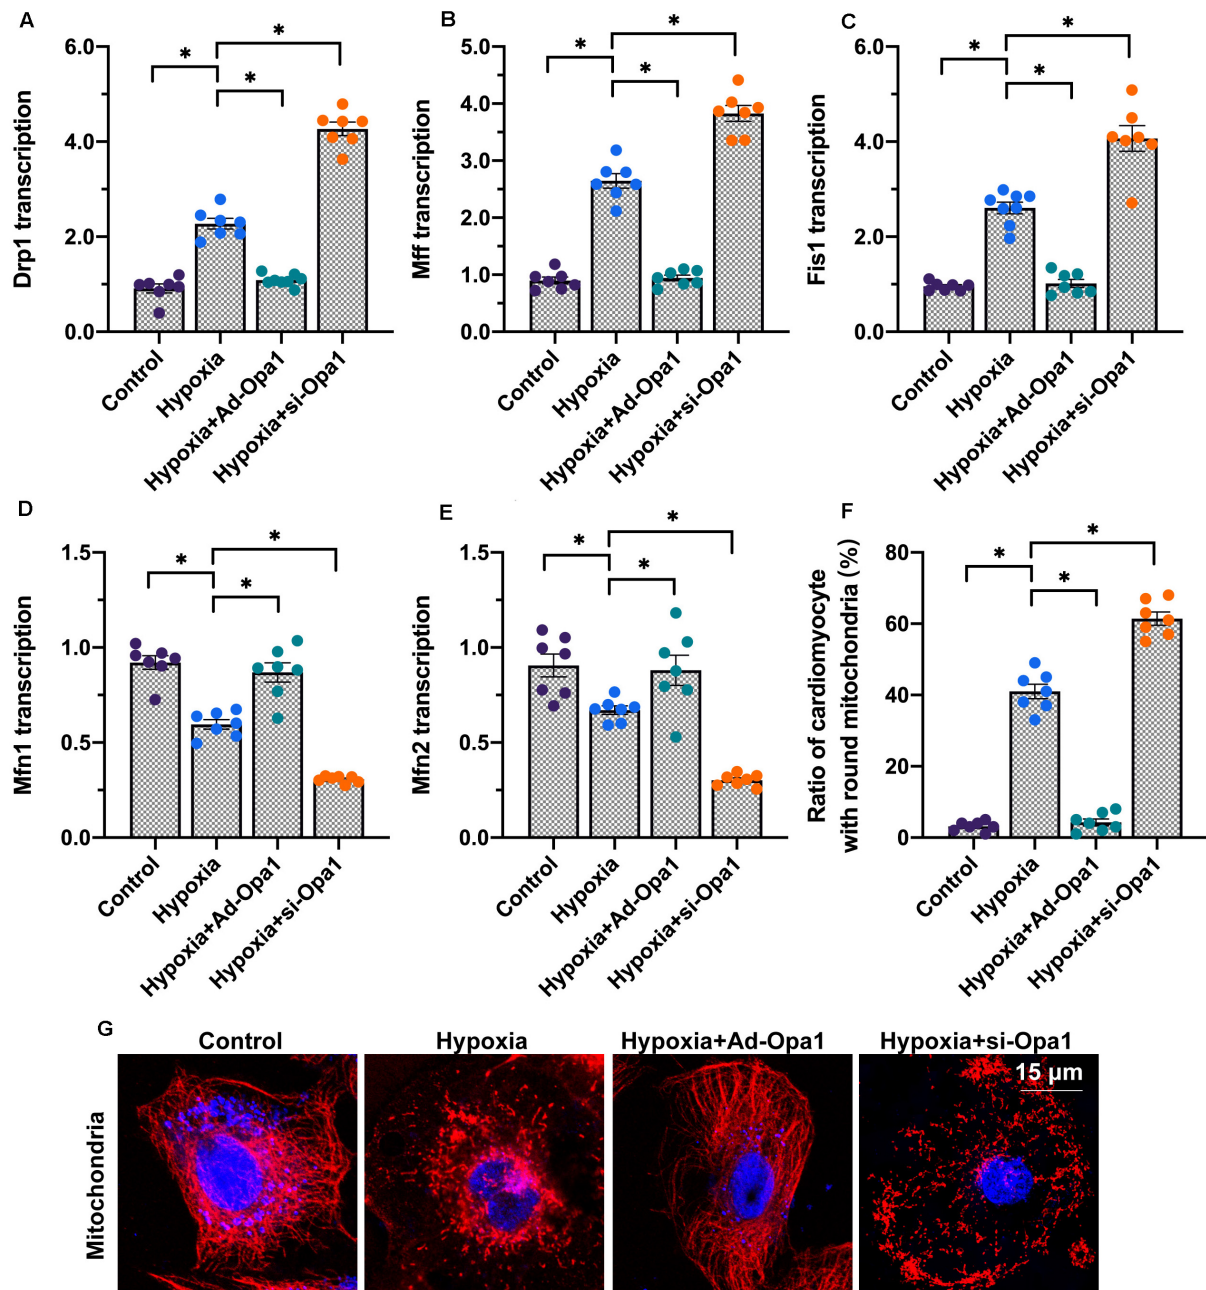 A
Drp1 transcription
6.0
4.0
2.0
0.0
*
*
*
Control
Hypoxia
Hypoxia+Ad-Opa1
Hypoxia+si-Opa1
B
Mff transcription
5.0
4.0
3.0
2.0
1.0
0.0
*
*
*
Control
Hypoxia
Hypoxia+Ad-Opa1
Hypoxia+si-Opa1
C
Fis1 transcription
6.0
4.0
2.0
0.0
*
*
*
Control
Hypoxia
Hypoxia+Ad-Opa1
Hypoxia+si-Opa1
D
Mfn1 transcription
1.5
1.0
0.5
0.0
*
*
*
Control
Hypoxia
Hypoxia+Ad-Opa1
Hypoxia+si-Opa1
E
Mfn2 transcription
1.5
1.0
0.5
0.0
*
*
*
Control
Hypoxia
Hypoxia+Ad-Opa1
Hypoxia+si-Opa1
F
Ratio of cardiomyocyte
with round mitochondria (%)
80
60
40
20
0
*
*
*
Control
Hypoxia
Hypoxia+Ad-Opa1
Hypoxia+si-Opa1
G
Control
Hypoxia
Hypoxia+Ad-Opa1
Hypoxia+si-Opa1
15 µm
Mitochondria